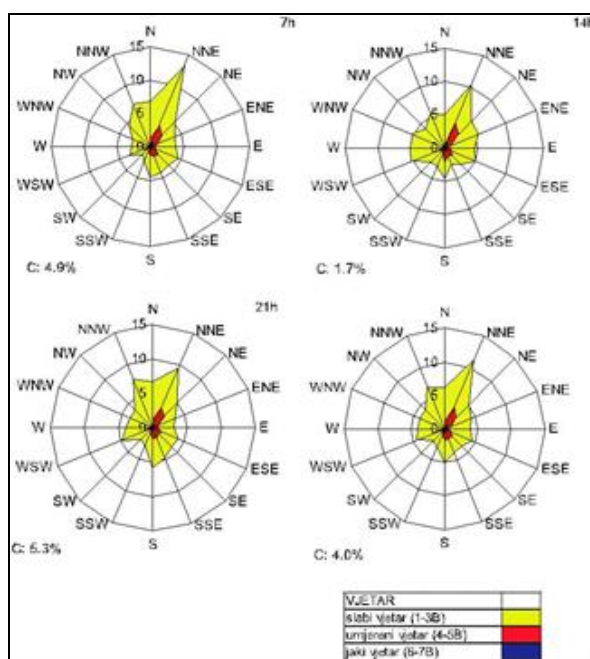 7h
N
NNW
15
NNE
NW
10
NE
WNW
5
ENE
W
0
E
WSW
ESE
SW
SE
SSW
SSE
S
C: 4.9%
14h
N
NNW
15
NNE
NW
10
NE
WNW
5
ENE
W
0
E
WSW
ESE
SW
SE
SSW
SSE
S
C: 1.7%
21h
N
NNW
15
NNE
NW
10
NE
WNW
5
ENE
W
0
E
WSW
ESE
SW
SE
SSW
SSE
S
C: 5.3%
N
NNW
15
NNE
NW
10
NE
WNW
5
ENE
W
0
E
WSW
ESE
SW
SE
SSW
SSE
S
C: 4.0%
VJETAR
slabi vjetar (1-3B)
umjereni vjetar (4-5B)
jaki vjetar (6-7B)